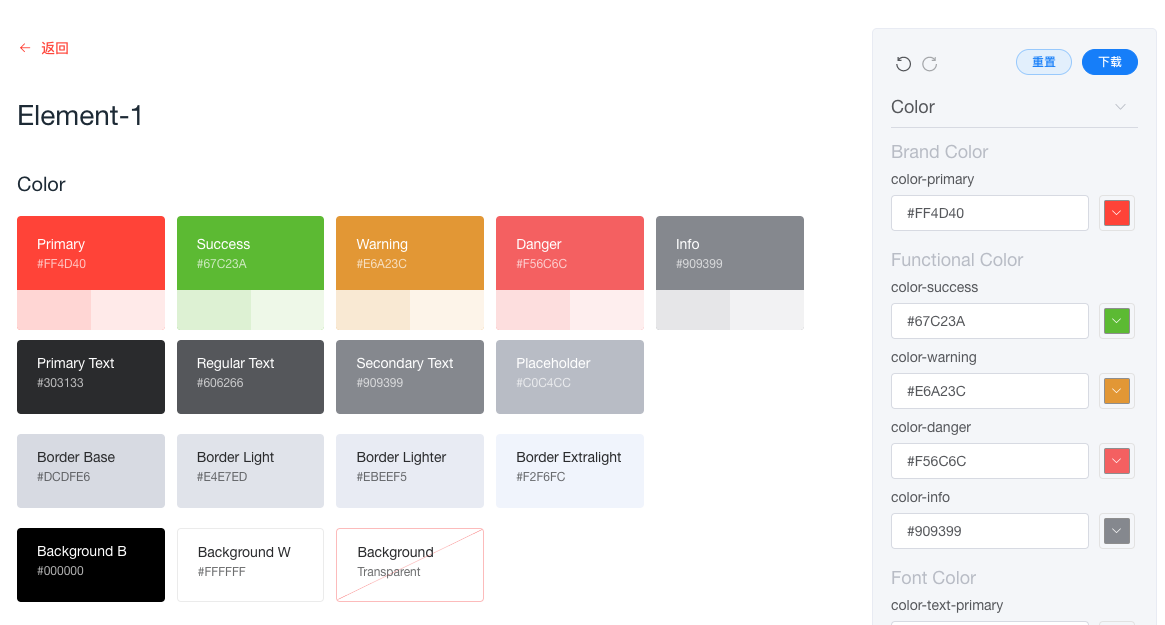 返回
Element-1
Color
Primary
#FF4D40
Success
#67C23A
Warning
#E6A23C
Danger
#F56C6C
Info
#909399
Primary Text
#303133
Regular Text
#606266
Secondary Text
#909399
Placeholder
#C0C4CC
Border Base
#DCDFE6
Border Light
#E4E7ED
Border Lighter
#EBEEF5
Border Extralight
#F2F6FC
Background B
#000000
Background W
#FFFFFF
Background
Transparent
重置
下载
Color
Brand Color
color-primary
#FF4D40
Functional Color
color-success
#67C23A
color-warning
#E6A23C
color-danger
#F56C6C
color-info
#909399
Font Color
color-text-primary